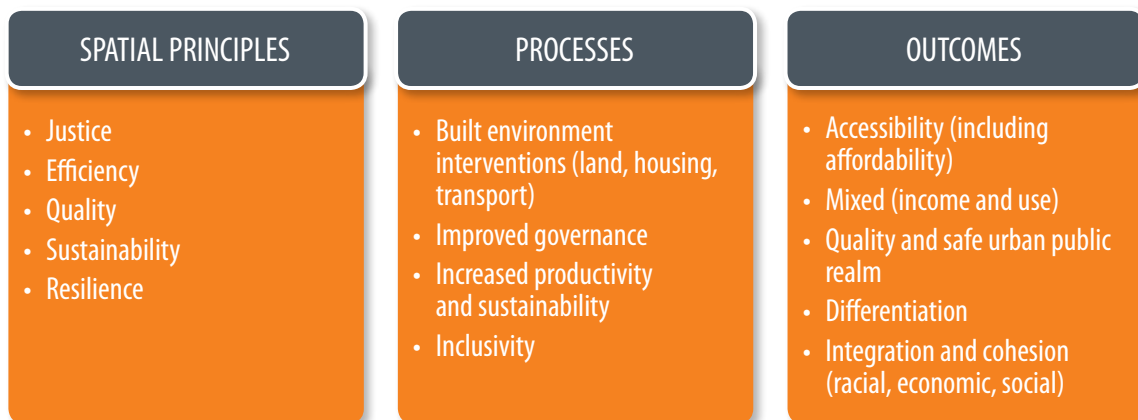 SPATIAL PRINCIPLES
• Justice
• Efficiency
• Quality
• Sustainability
• Resilience
PROCESSES
• Built environment
interventions (land, housing,
transport)
• Improved governance
• Increased productivity
and sustainability
• Inclusivity
OUTCOMES
• Accessibility (including
affordability)
• Mixed (income and use)
• Quality and safe urban public
realm
• Differentiation
• Integration and cohesion
(racial, economic, social)